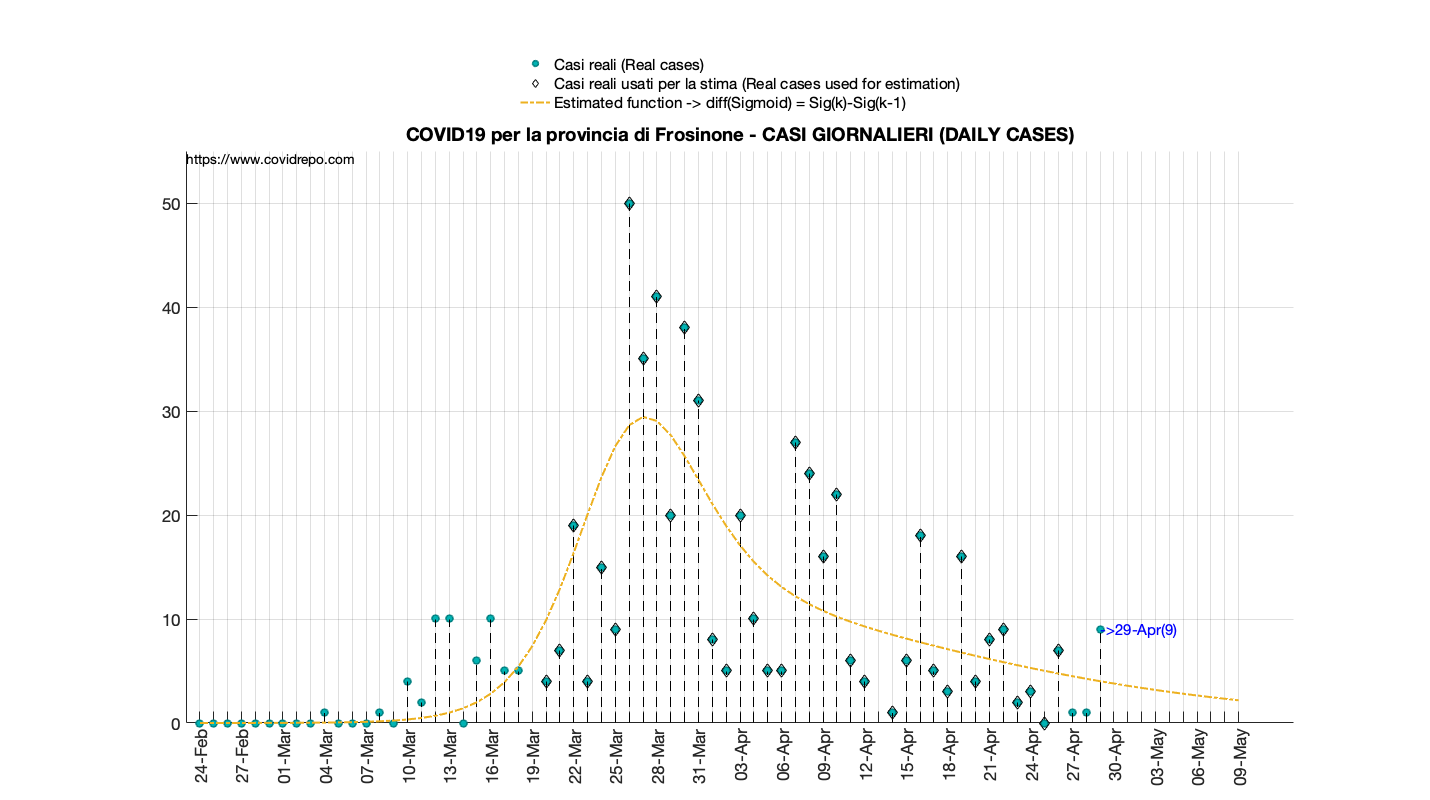 Casi reali (Real cases)
Casi reali usati per la stima (Real cases used for estimation)
Estimated function -> diff(Sigmoid) = Sig(k)-Sig(k-1)
COVID19 per la provincia di Frosinone - CASI GIORNALIERI (DAILY CASES)
https://www.covidrepo.com
50
40
30
20
10
0
->29-Apr(9)
24-Feb
27-Feb
01-Mar
04-Mar
07-Mar
10-Mar
13-Mar
16-Mar
19-Mar
22-Mar
25-Mar
28-Mar
31-Mar
03-Apr
06-Apr
09-Apr
12-Apr
15-Apr
18-Apr
21-Apr
24-Apr
27-Apr
30-Apr
03-May
06-May
09-May